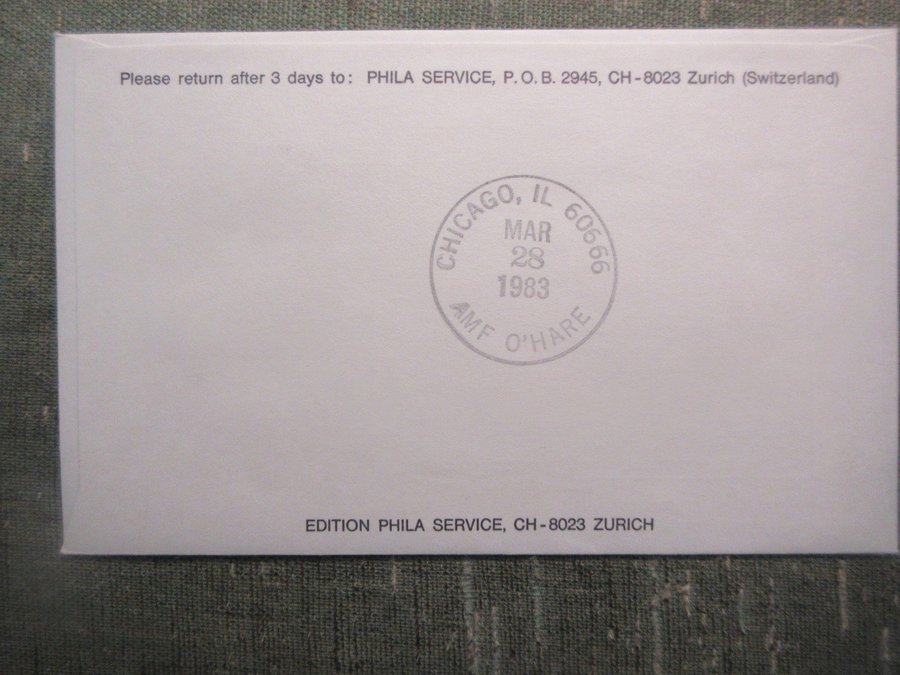 Please return after 3 days to: PHILA SERVICE, P.O.B. 2945, CH-8023 Zurich (Switzerland)
CHICAGO, IL 60666
MAR
28
1983
AMF O'HARE
EDITION PHILA SERVICE, CH-8023 ZURICH